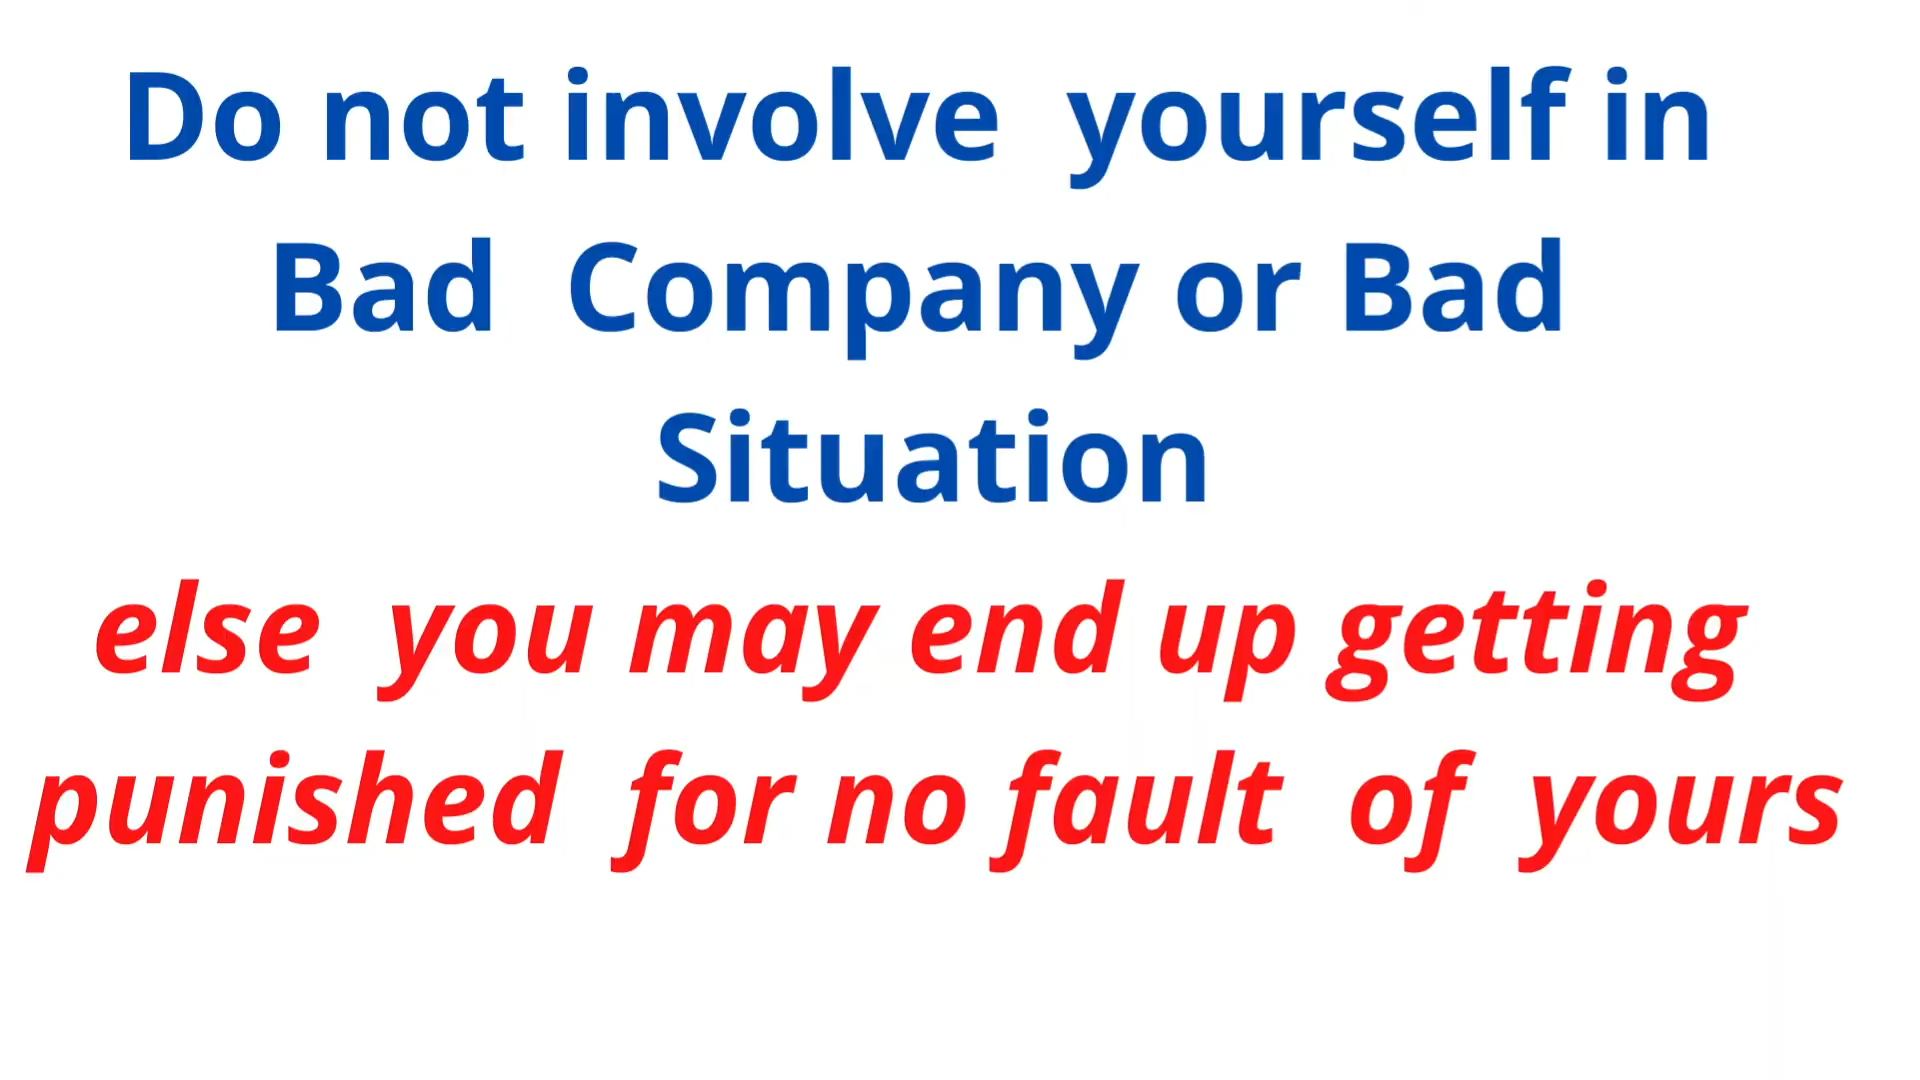 Do not involve yourself in
Bad Company or Bad
Situation
else you may end up getting
punished for no fault of yours